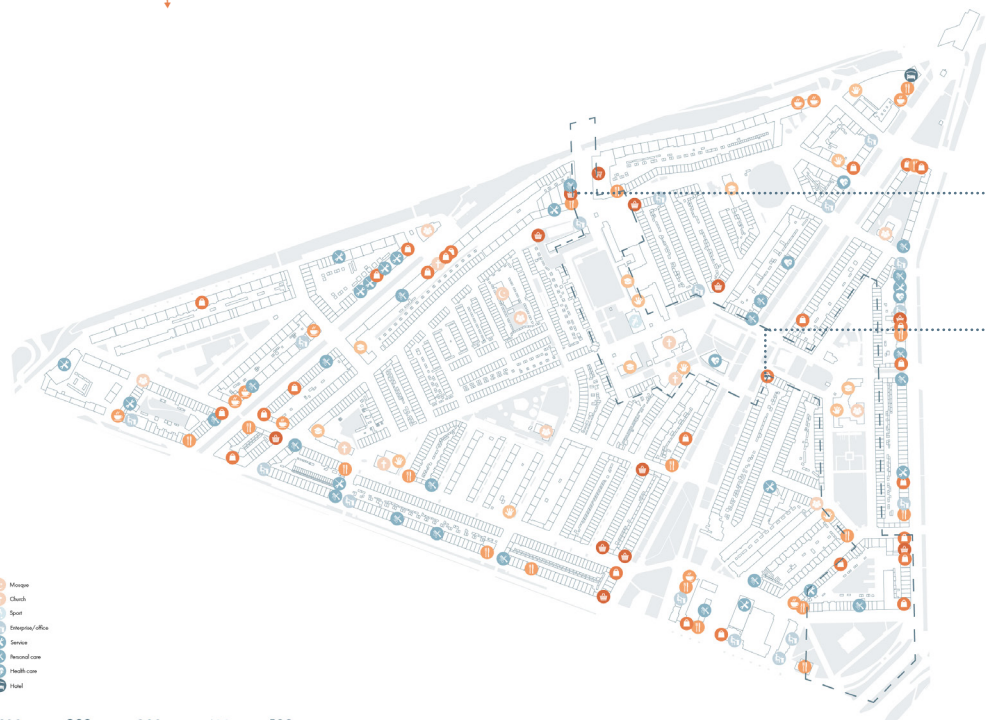 Mosque
Church
Sport
Enterprise/office
Service
Personal care
Health care
Hotel